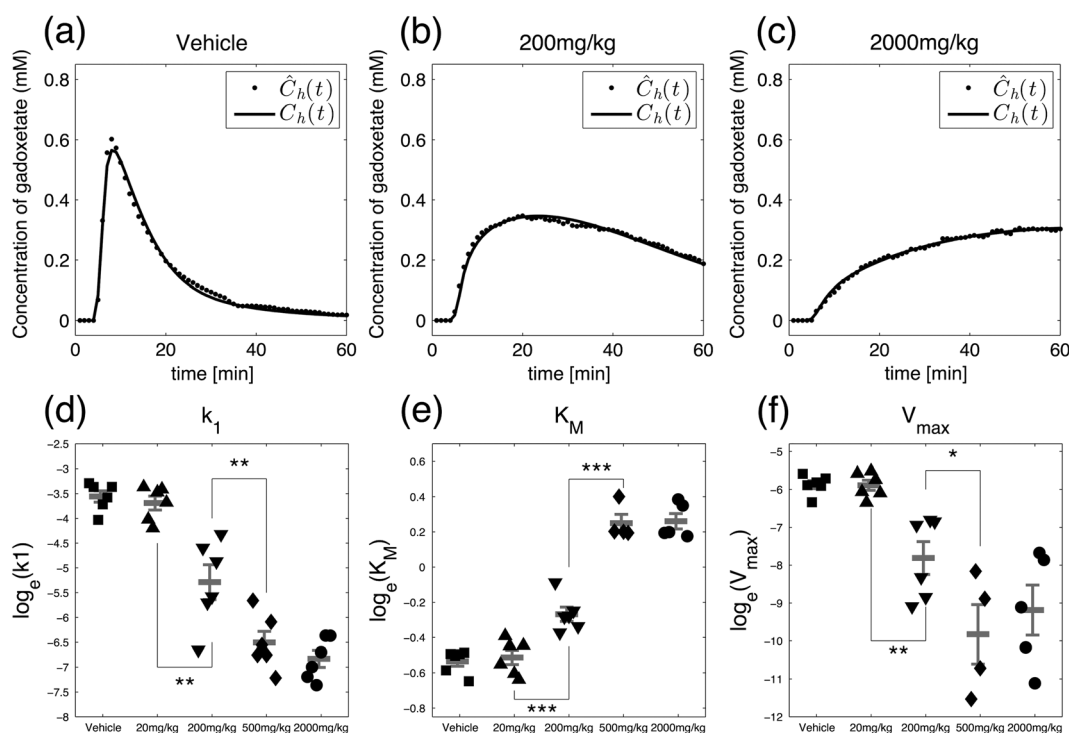 (a)
Vehicle
Concentration of gadoxetate (mM)
0.8
0.6
0.4
0.2
0
Ĉh(t)
Ch(t)
0 20 40 60
time [min]
(b)
200mg/kg
Concentration of gadoxetate (mM)
0.8
0.6
0.4
0.2
0
Ĉh(t)
Ch(t)
0 20 40 60
time [min]
(c)
2000mg/kg
Concentration of gadoxetate (mM)
0.8
0.6
0.4
0.2
0
Ĉh(t)
Ch(t)
0 20 40 60
time [min]
(d)
k1
loge(k1)
-2.5
-3
-3.5
-4
-4.5
-5
-5.5
-6
-6.5
-7
-7.5
-8
**
**
Vehicle 20mg/kg 200mg/kg 500mg/kg 2000mg/kg
(e)
KM
loge(KM)
0.6
0.4
0.2
0
-0.2
-0.4
-0.6
-0.8
***
***
Vehicle 20mg/kg 200mg/kg 500mg/kg 2000mg/kg
(f)
Vmax
loge(Vmax)
-5
-6
-7
-8
-9
-10
-11
-12
*
**
Vehicle 20mg/kg 200mg/kg 500mg/kg 2000mg/kg